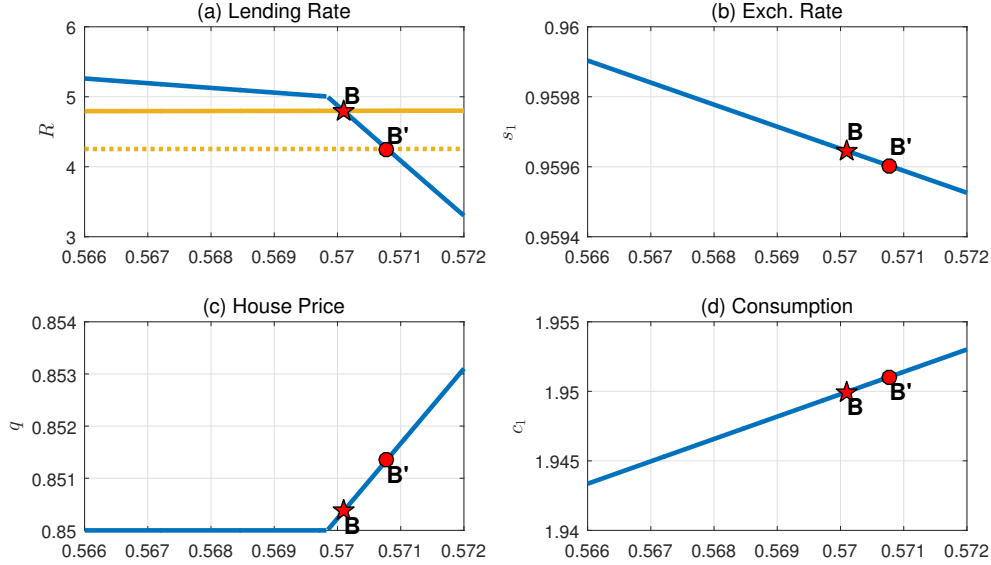 (a) Lending Rate
6
5
4
3
R
B
B'
0.566 0.567 0.568 0.569 0.57 0.571 0.572
(b) Exch. Rate
0.96
0.9598
0.9596
0.9594
s1
B
B'
0.566 0.567 0.568 0.569 0.57 0.571 0.572
(c) House Price
0.854
0.853
0.852
0.851
0.85
q
B'
B
0.566 0.567 0.568 0.569 0.57 0.571 0.572
(d) Consumption
1.955
1.95
1.945
1.94
c1
B
B'
0.566 0.567 0.568 0.569 0.57 0.571 0.572